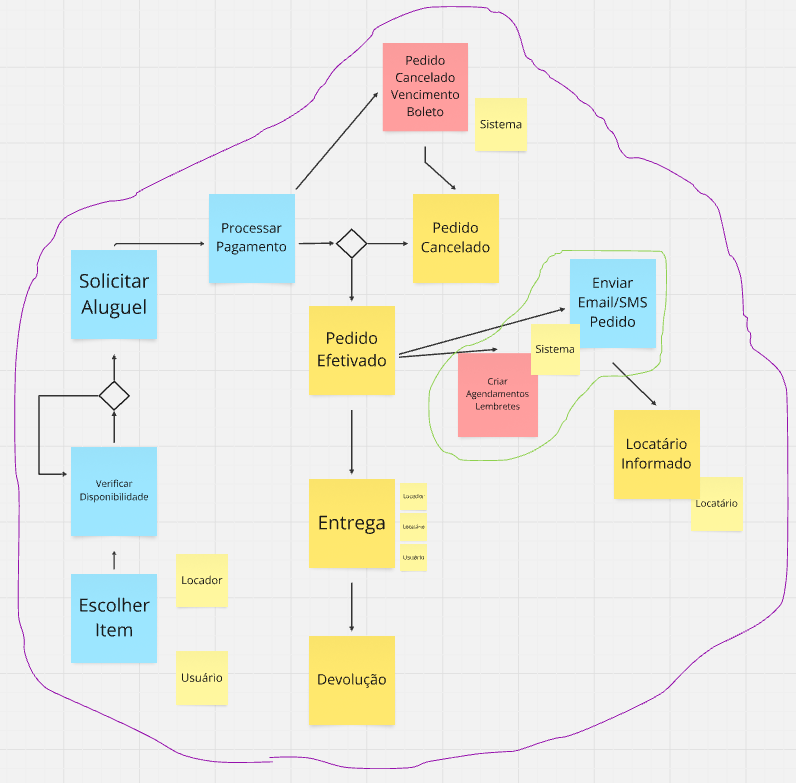 Pedido
Cancelado
Vencimento
Boleto
Sistema
Processar
Pagamento
Pedido
Cancelado
Solicitar
Aluguel
Enviar
Email/SMS
Pedido
Sistema
Pedido
Efetivado
Criar
Agendamentos
Lembretes
Locatário
Informado
Locatário
Verificar
Disponibilidade
Entrega
Locador
Locatário
Usuário
Escolher
Item
Locador
Usuário
Devolução